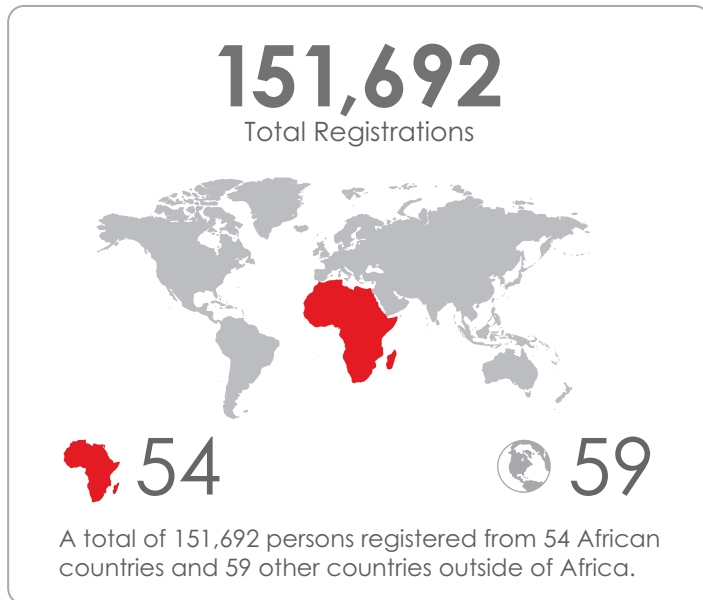 151,692
Total Registrations
54
59
A total of 151,692 persons registered from 54 African
countries and 59 other countries outside of Africa.